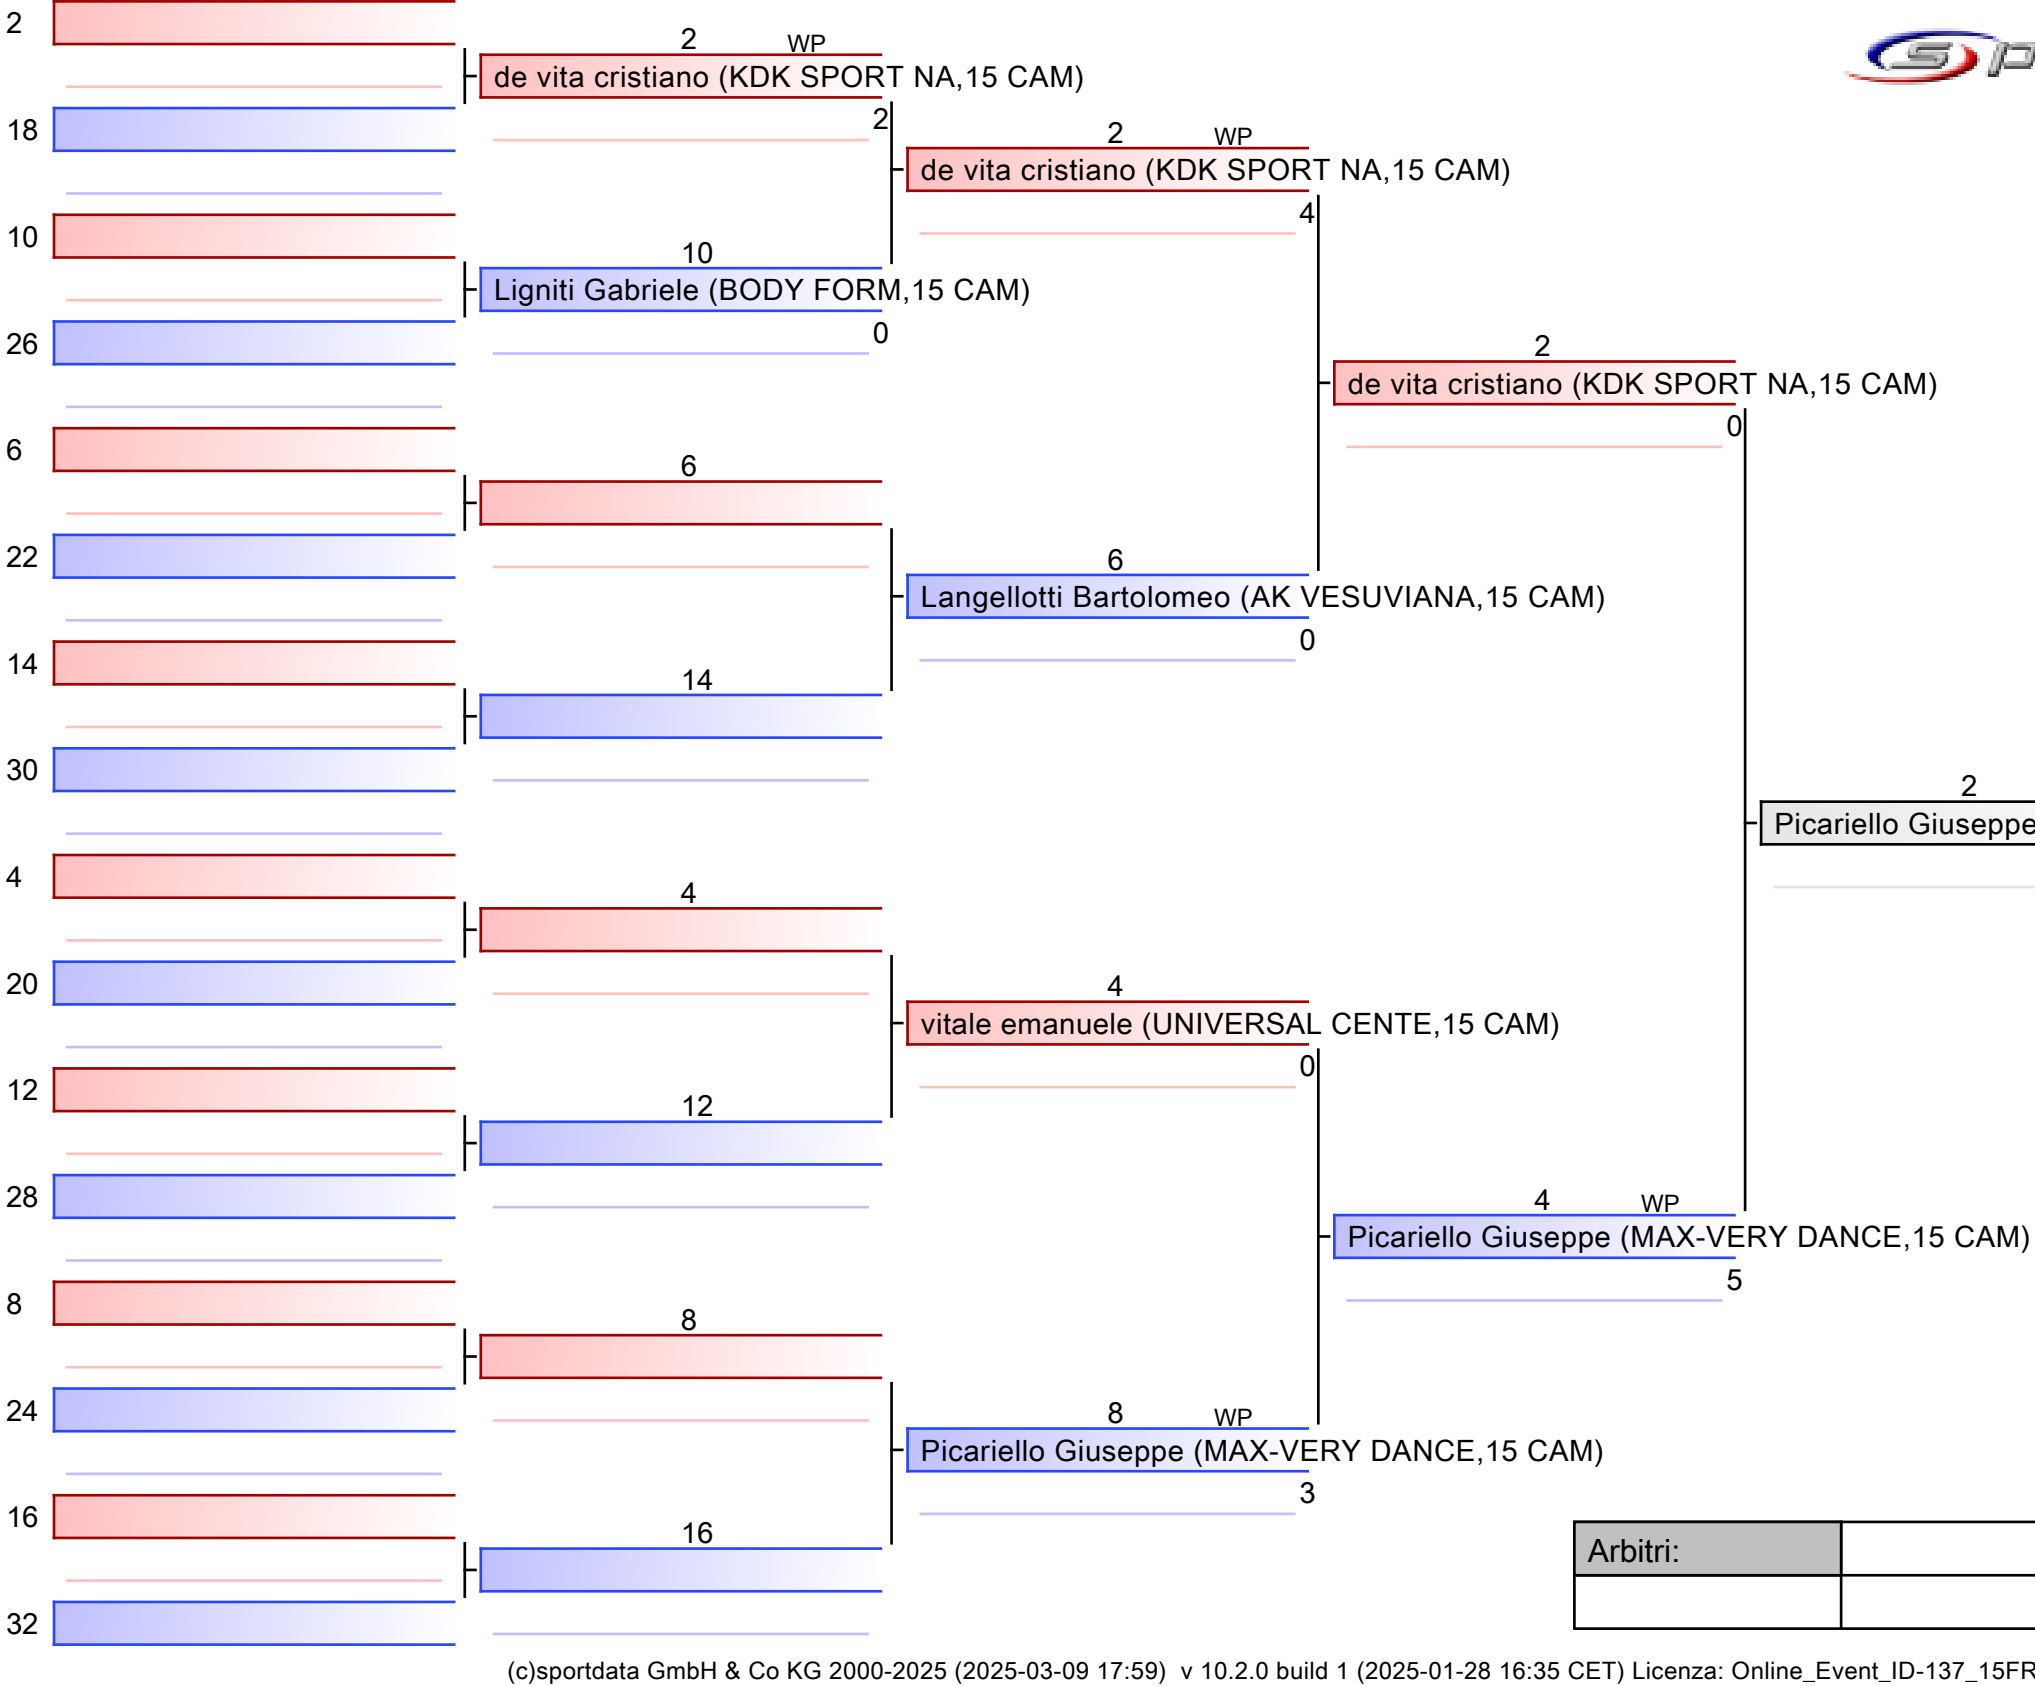 2
2 WP
de vita cristiano (KDK SPORT NA,15 CAM)
2
18
2 WP
de vita cristiano (KDK SPORT NA,15 CAM)
4
10
10
Ligniti Gabriele (BODY FORM,15 CAM)
0
26
2
de vita cristiano (KDK SPORT NA,15 CAM)
0
6
6
22
6
Langellotti Bartolomeo (AK VESUVIANA,15 CAM)
0
14
14
30
2
Picariello Giuseppe
4
4
20
4
vitale emanuele (UNIVERSAL CENTE,15 CAM)
0
12
12
28
4 WP
Picariello Giuseppe (MAX-VERY DANCE,15 CAM)
5
8
8
24
8 WP
Picariello Giuseppe (MAX-VERY DANCE,15 CAM)
3
16
16
32
Arbitri:
(c)sportdata GmbH & Co KG 2000-2025 (2025-03-09 17:59) v 10.2.0 build 1 (2025-01-28 16:35 CET) Licenza: Online_Event_ID-137_15FR